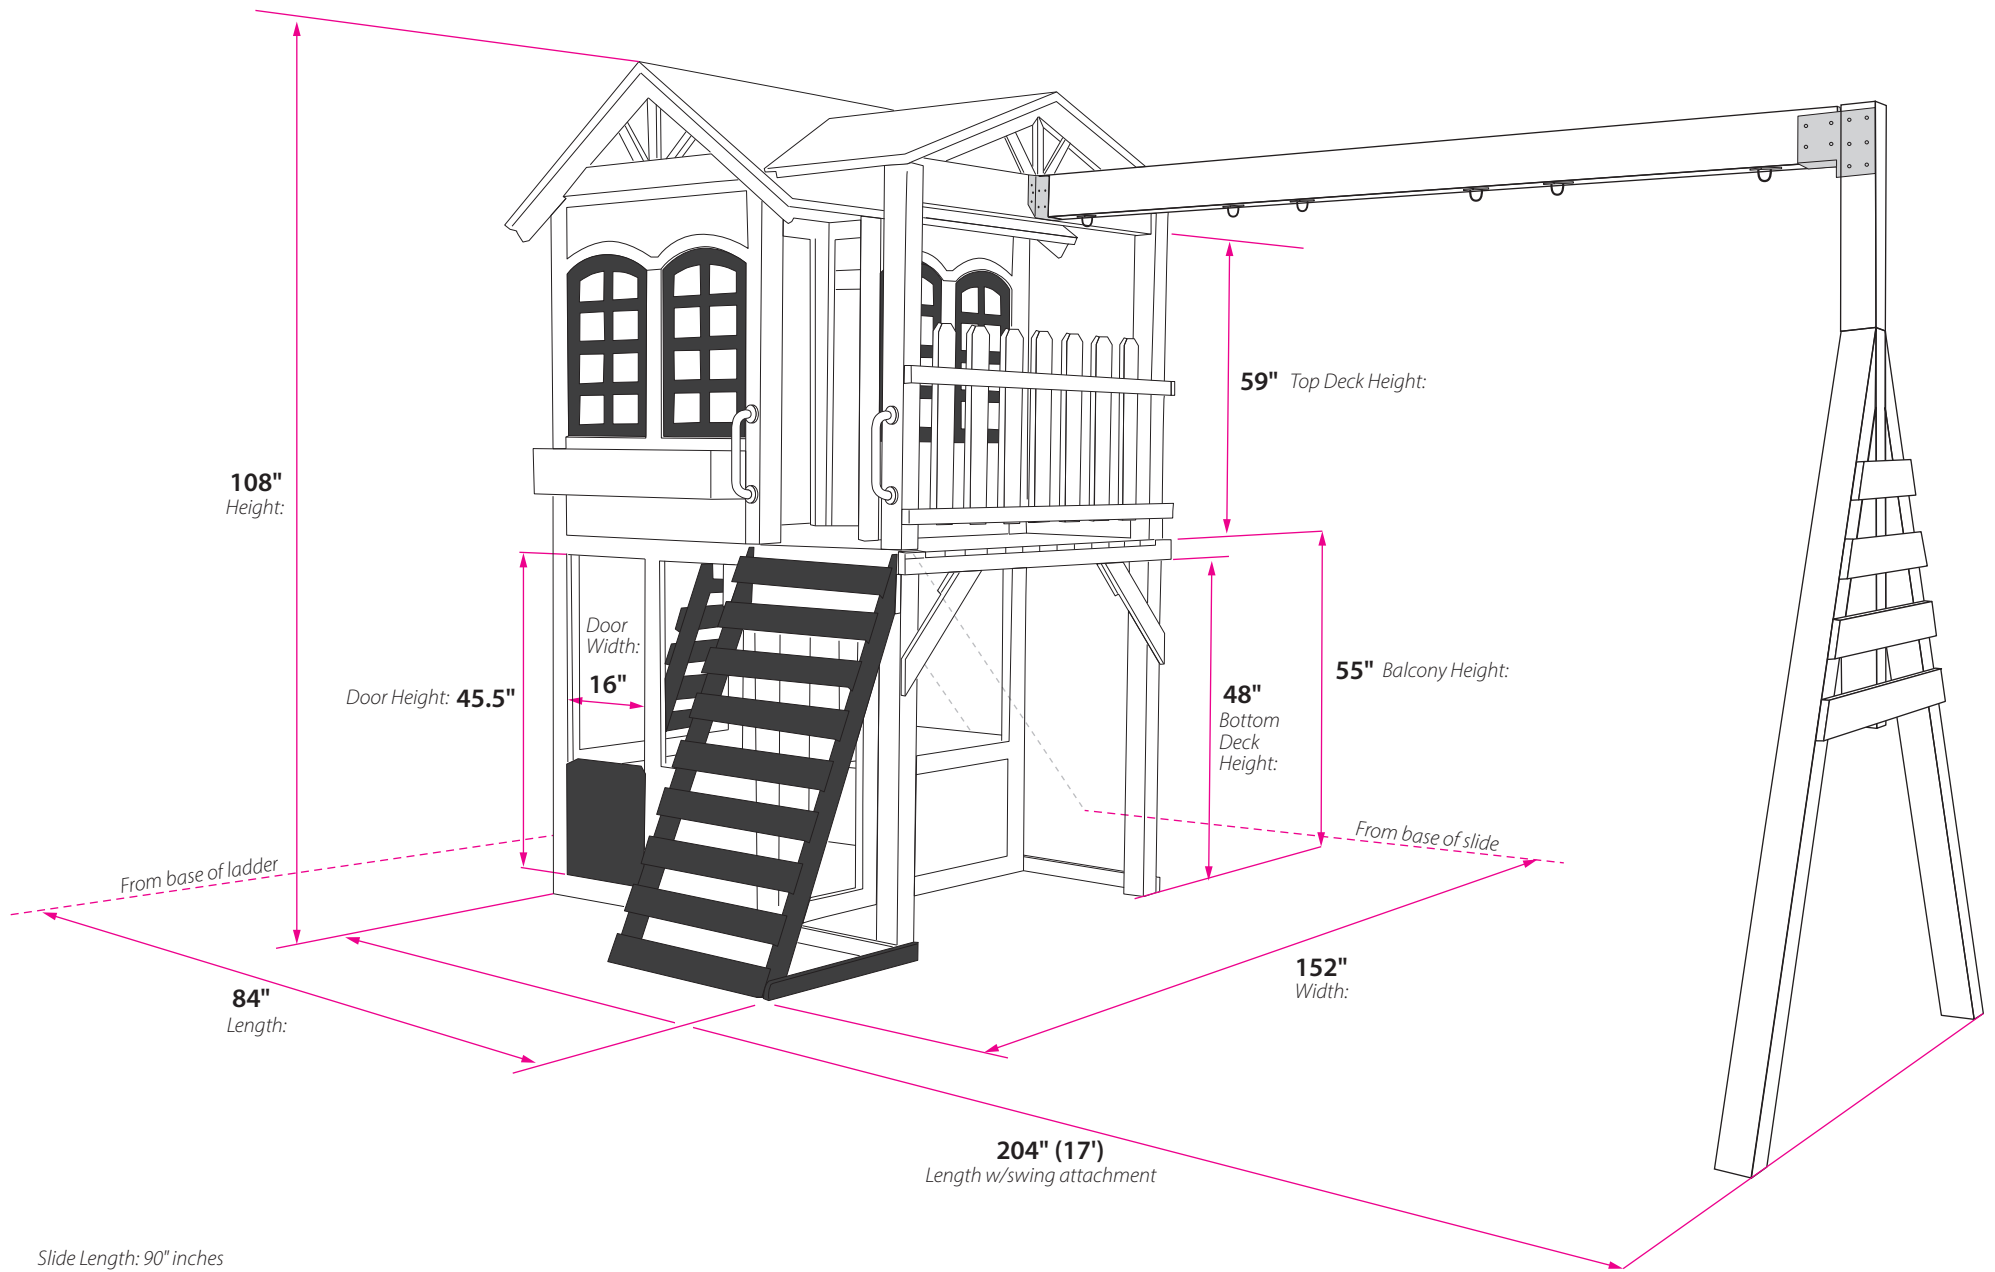 59" Top Deck Height:
108"
Height:
Door
Width:
16"
Door Height: 45.5"
55" Balcony Height:
48"
Bottom
Deck
Height:
From base of slide
From base of ladder
152"
Width:
84"
Length:
204" (17')
Length w/swing attachment
Slide Length: 90" inches